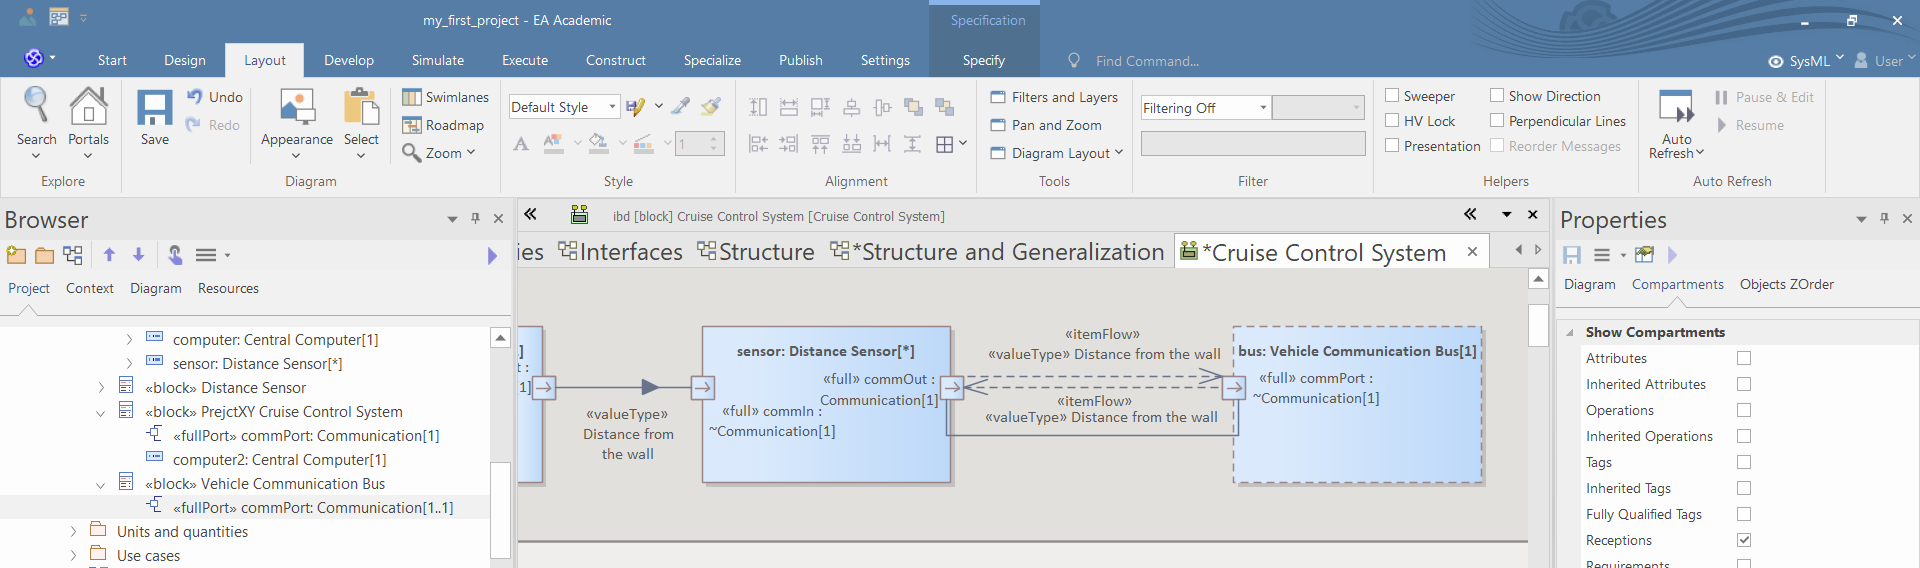 my_first_project - EA Academic
Specification
Start Design Layout Develop Simulate Execute Construct Specialize Publish Settings Specify
Find Command...
SysML
User
Search
Portals
Explore
Save
Undo
Redo
Appearance
Select
Swimlanes
Roadmap
Zoom
Diagram
Default Style
A
1
Style
Alignment
Filters and Layers
Pan and Zoom
Diagram Layout
Tools
Filtering Off
Filter
Sweeper
HV Lock
Presentation
Show Direction
Perpendicular Lines
Reorder Messages
Helpers
Auto
Refresh
Pause & Edit
Resume
Auto Refresh
Browser
Project Context Diagram Resources
computer: Central Computer[1]
sensor: Distance Sensor[*]
«block» Distance Sensor
«block» PrejctXY Cruise Control System
«fullPort» commPort: Communication[1]
computer2: Central Computer[1]
«block» Vehicle Communication Bus
«fullPort» commPort: Communication[1..1]
Units and quantities
Use cases
ibd [block] Cruise Control System [Cruise Control System]
ies Interfaces Structure *Structure and Generalization *Cruise Control System
]
t :
1]
«valueType»
Distance from
the wall
sensor: Distance Sensor[*]
«full» commOut :
Communication[1]
«full» commIn :
~Communication[1]
«itemFlow»
«valueType» Distance from the wall
«itemFlow»
«valueType» Distance from the wall
bus: Vehicle Communication Bus[1]
«full» commPort :
~Communication[1]
Properties
Diagram Compartments Objects ZOrder
Show Compartments
Attributes
Inherited Attributes
Operations
Inherited Operations
Tags
Inherited Tags
Fully Qualified Tags
Receptions
Requirements